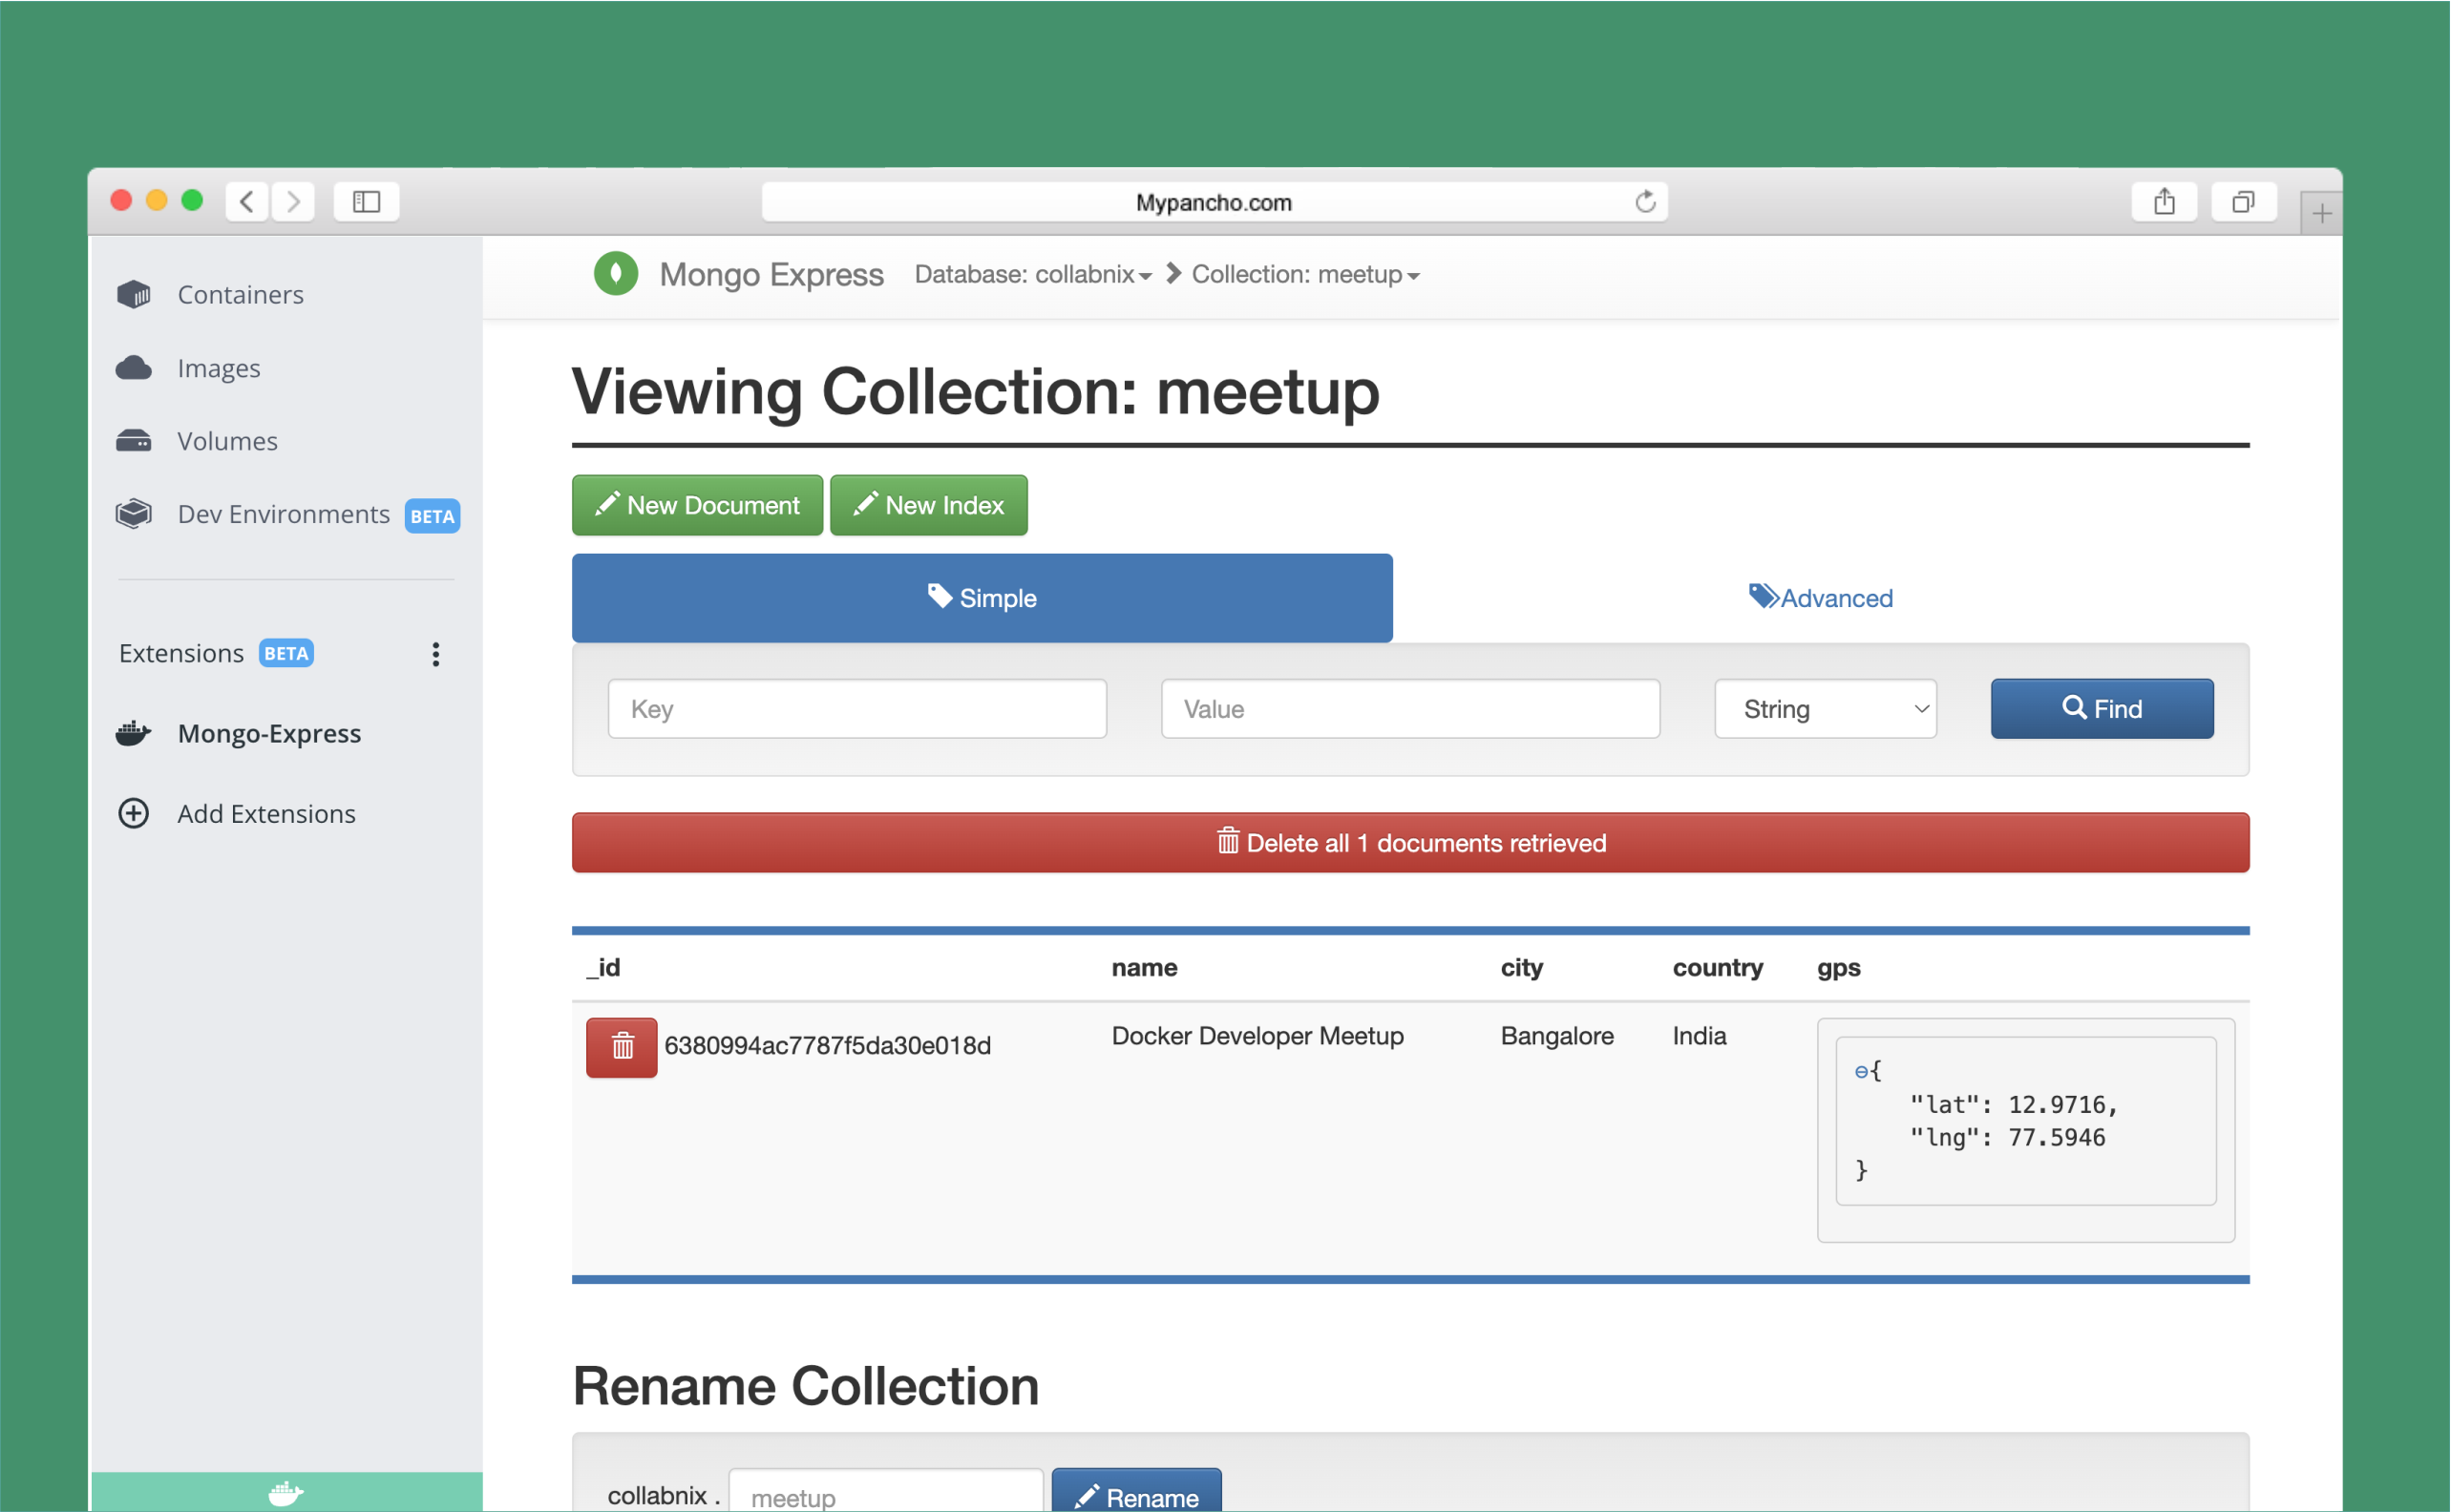 Mypancho.com
Containers
Images
Volumes
Dev Environments BETA
Extensions BETA
Mongo-Express
Add Extensions
Mongo Express Database: collabnix Collection: meetup
Viewing Collection: meetup
New Document New Index
Simple Advanced
Key Value String Find
Delete all 1 documents retrieved
_id name city country gps
6380994ac7787f5da30e018d Docker Developer Meetup Bangalore India
{
"lat": 12.9716,
"lng": 77.5946
}
Rename Collection
collabnix . meetup Rename